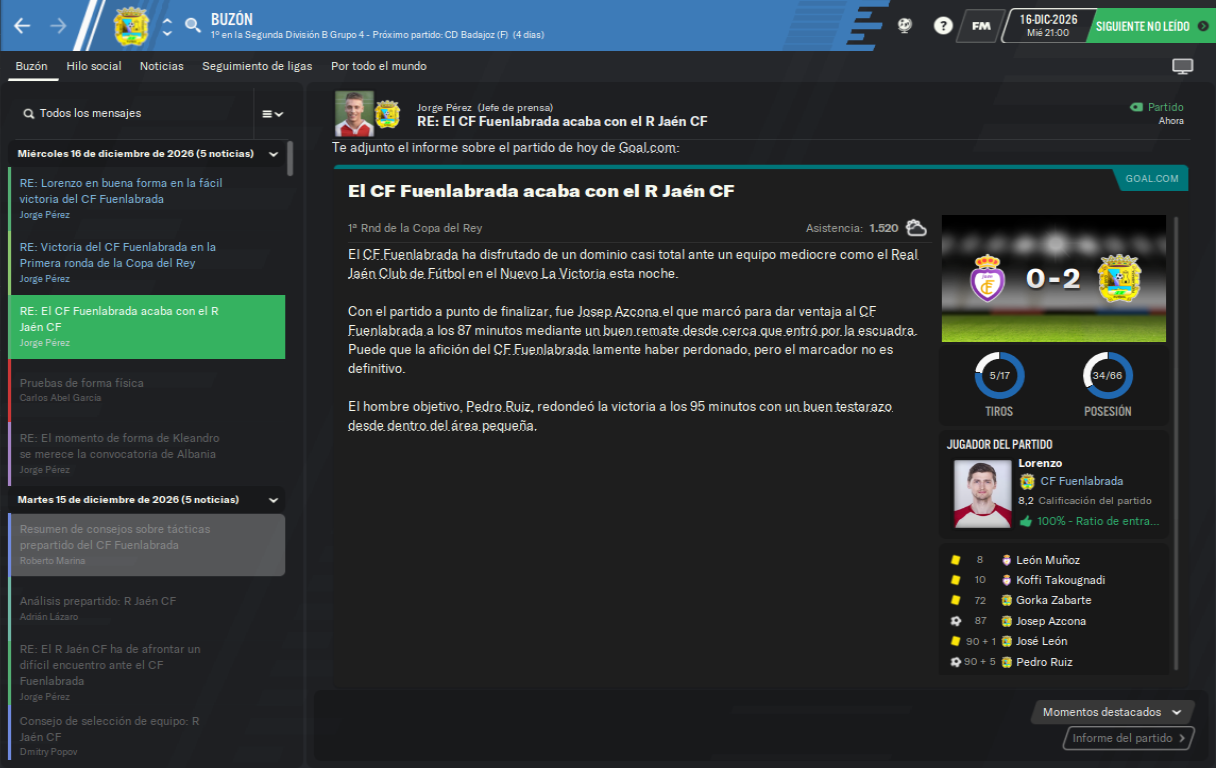 BUZÓN
1º en la Segunda División B Grupo 4 - Próximo partido: CD Badajoz (F) (4 días)
?
FM
16-DIC-2026
Mié 21:00
SIGUIENTE NO LEÍDO
Buzón
Hilo social
Noticias
Seguimiento de ligas
Por todo el mundo
Todos los mensajes
Miércoles 16 de diciembre de 2026 (5 noticias)
RE: Lorenzo en buena forma en la fácil
victoria del CF Fuenlabrada
Jorge Pérez
RE: Victoria del CF Fuenlabrada en la
Primera ronda de la Copa del Rey
Jorge Pérez
RE: El CF Fuenlabrada acaba con el R
Jaén CF
Jorge Pérez
Pruebas de forma física
Carlos Abel García
RE: El momento de forma de Kleandro
se merece la convocatoria de Albania
Jorge Pérez
Martes 15 de diciembre de 2026 (5 noticias)
Resumen de consejos sobre tácticas
prepartido del CF Fuenlabrada
Roberto Marina
Análisis prepartido: R Jaén CF
Adrián Lázaro
RE: El R Jaén CF ha de afrontar un
difícil encuentro ante el CF
Fuenlabrada
Jorge Pérez
Consejo de selección de equipo: R
Jaén CF
Dmitry Popov
Jorge Pérez (Jefe de prensa)
RE: El CF Fuenlabrada acaba con el R Jaén CF
Partido
Ahora
Te adjunto el informe sobre el partido de hoy de Goal.com:
GOAL.COM
El CF Fuenlabrada acaba con el R Jaén CF
1ª Rnd de la Copa del Rey
Asistencia: 1.520
El CF Fuenlabrada ha disfrutado de un dominio casi total ante un equipo mediocre como el Real
Jaén Club de Fútbol en el Nuevo La Victoria esta noche.
Con el partido a punto de finalizar, fue Josep Azcona el que marcó para dar ventaja al CF
Fuenlabrada a los 87 minutos mediante un buen remate desde cerca que entró por la escuadra.
Puede que la afición del CF Fuenlabrada lamente haber perdonado, pero el marcador no es
definitivo.
El hombre objetivo, Pedro Ruiz, redondeó la victoria a los 95 minutos con un buen testarazo
desde dentro del área pequeña.
0-2
5/17
TIROS
34/66
POSESIÓN
JUGADOR DEL PARTIDO
Lorenzo
CF Fuenlabrada
8,2 Calificación del partido
100% - Ratio de entra...
8 León Muñoz
10 Koffi Takougnadi
72 Gorka Zabarte
87 Josep Azcona
90 + 1 José León
90 + 5 Pedro Ruiz
Momentos destacados
Informe del partido